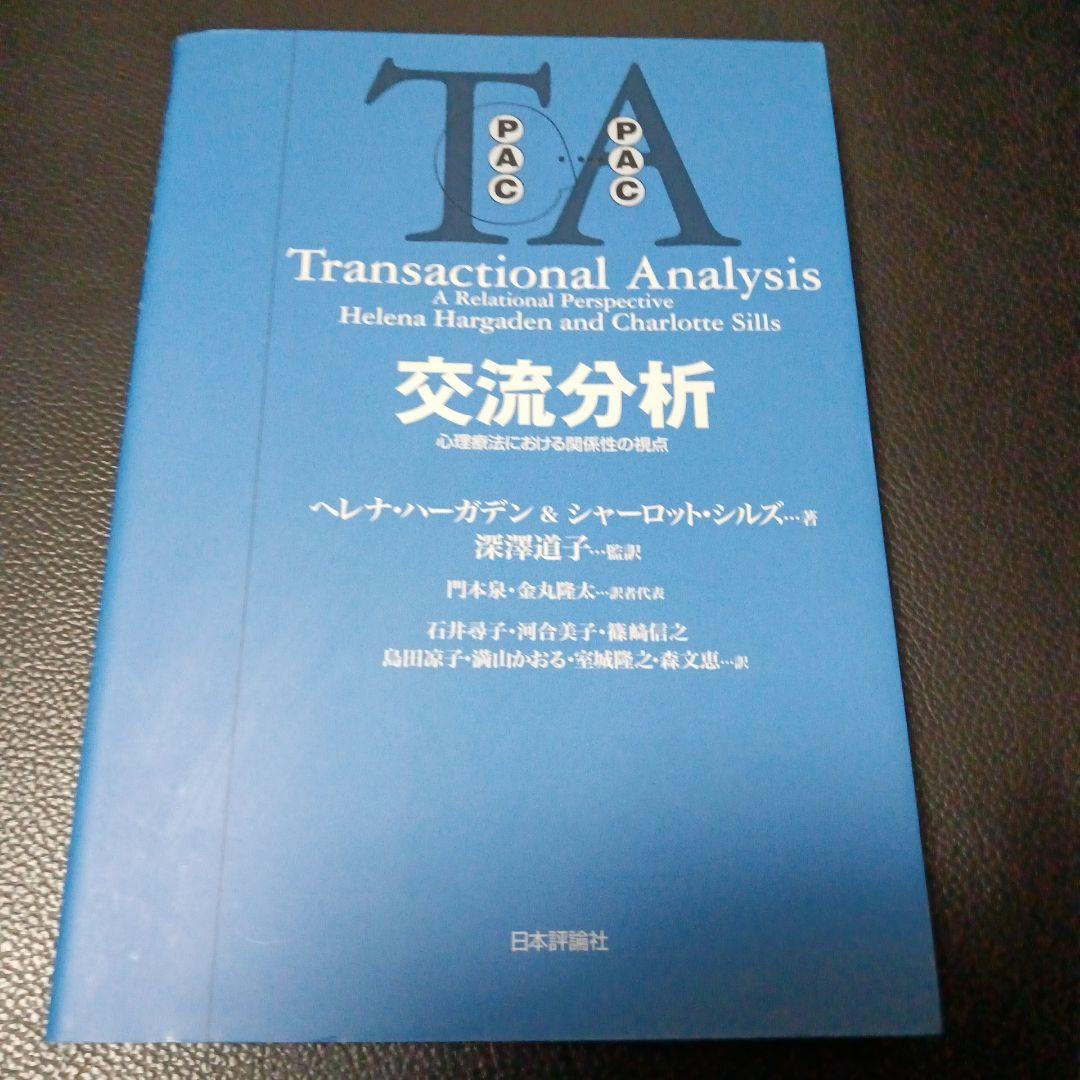 TA
P
A
C
P
A
C
Transactional Analysis
A Relational Perspective
Helena Hargaden and Charlotte Sills
交流分析
心理療法における関係性の視点
ヘレナ・ハーガデン & シャーロット・シルズ…著
深澤道子…監訳
門本泉・金丸隆太…訳者代表
石井尋子・河合美子・篠﨑信之
島田凉子・満山かおる・室城隆之・森文恵…訳
日本評論社